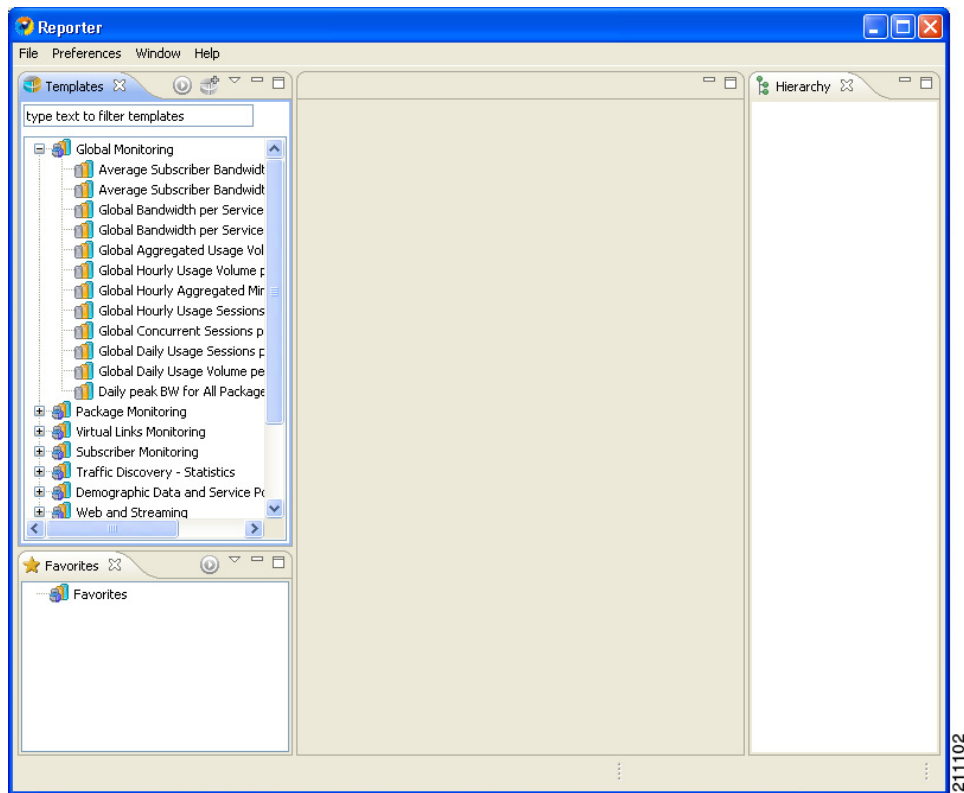 Reporter
File Preferences Window Help
Templates
type text to filter templates
Global Monitoring
Average Subscriber Bandwidt
Average Subscriber Bandwidt
Global Bandwidth per Service
Global Bandwidth per Service
Global Aggregated Usage Vol
Global Hourly Usage Volume p
Global Hourly Aggregated Mir
Global Hourly Usage Sessions
Global Concurrent Sessions p
Global Daily Usage Sessions p
Global Daily Usage Volume pe
Daily peak BW for All Package
Package Monitoring
Virtual Links Monitoring
Subscriber Monitoring
Traffic Discovery - Statistics
Demographic Data and Service Po
Web and Streaming
Favorites
Favorites
Hierarchy
211102